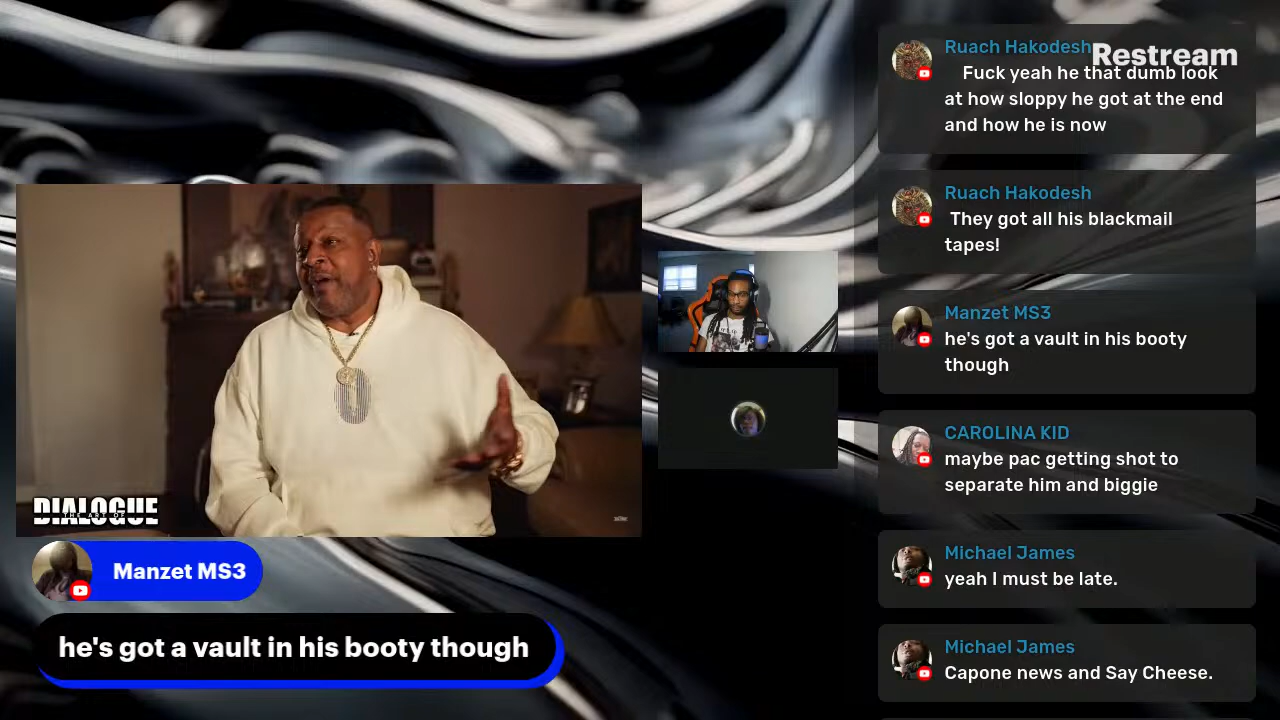 Restream
Ruach Hakodesh
Fuck yeah he that dumb look
at how sloppy he got at the end
and how he is now
Ruach Hakodesh
They got all his blackmail
tapes!
Manzet MS3
he's got a vault in his booty
though
CAROLINA KID
maybe pac getting shot to
separate him and biggie
Michael James
yeah I must be late.
Michael James
Capone news and Say Cheese.
DIALOGUE
THE ART OF
Manzet MS3
he's got a vault in his booty though